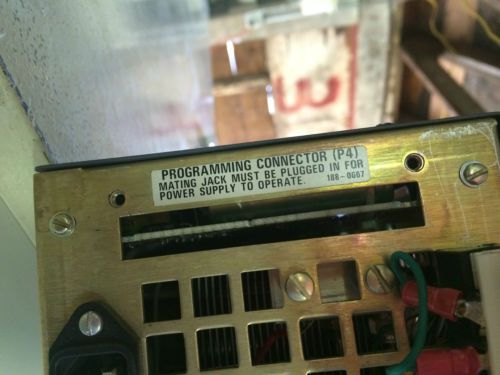 PROGRAMMING CONNECTOR (P4)
MATING JACK MUST BE PLUGGED IN FOR
POWER SUPPLY TO OPERATE. 188-0667